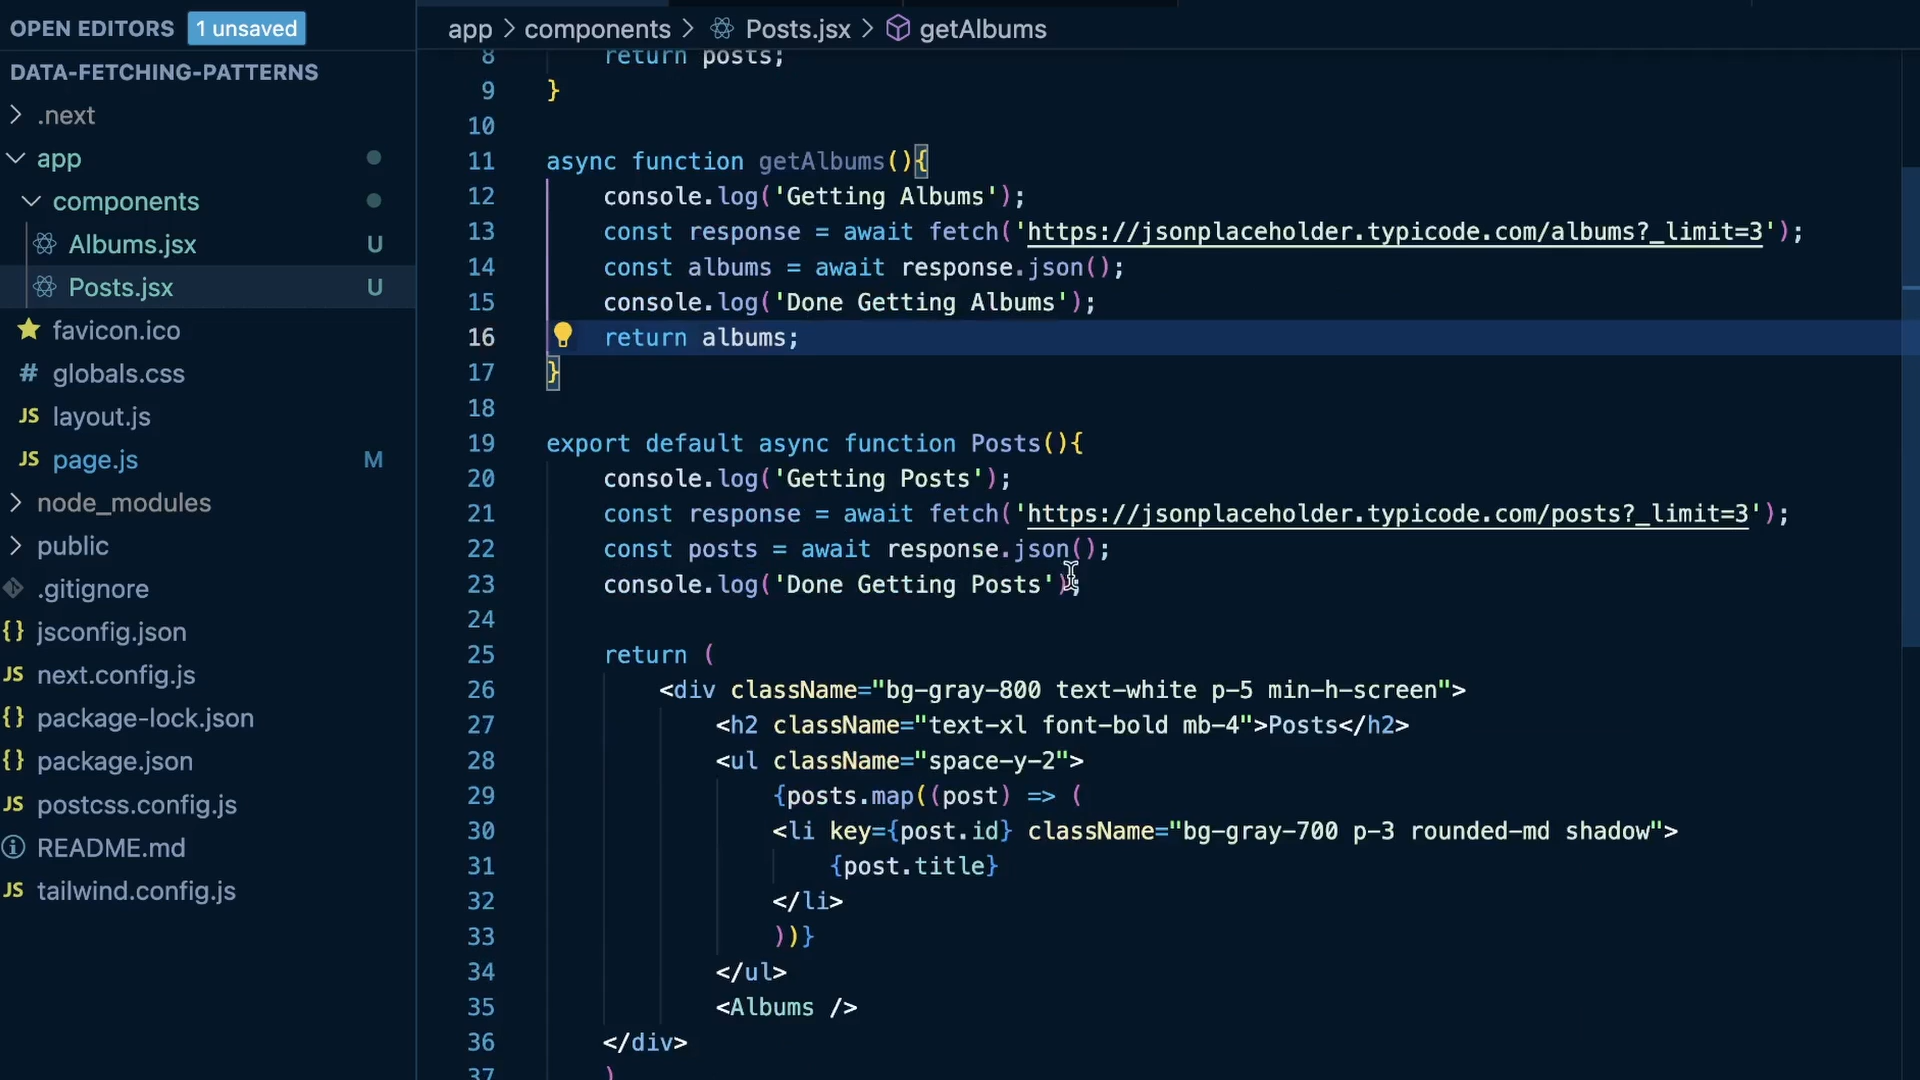 OPEN EDITORS 1 unsaved
DATA-FETCHING-PATTERNS
.next
app
components
Albums.jsx U
Posts.jsx U
favicon.ico
# globals.css
JS layout.js
JS page.js M
node_modules
public
.gitignore
{} jsconfig.json
JS next.config.js
{} package-lock.json
{} package.json
JS postcss.config.js
README.md
JS tailwind.config.js
app > components > Posts.jsx > getAlbums
8 return posts;
9 }
10
11 async function getAlbums(){
12 console.log('Getting Albums');
13 const response = await fetch('https://jsonplaceholder.typicode.com/albums?_limit=3');
14 const albums = await response.json();
15 console.log('Done Getting Albums');
16 return albums;
17 }
18
19 export default async function Posts(){
20 console.log('Getting Posts');
21 const response = await fetch('https://jsonplaceholder.typicode.com/posts?_limit=3');
22 const posts = await response.json();
23 console.log('Done Getting Posts');
24
25 return (
26 <div className="bg-gray-800 text-white p-5 min-h-screen">
27 <h2 className="text-xl font-bold mb-4">Posts</h2>
28 <ul className="space-y-2">
29 {posts.map((post) => (
30 <li key={post.id} className="bg-gray-700 p-3 rounded-md shadow">
31 {post.title}
32 </li>
33 ))}
34 </ul>
35 <Albums />
36 </div>
37 )